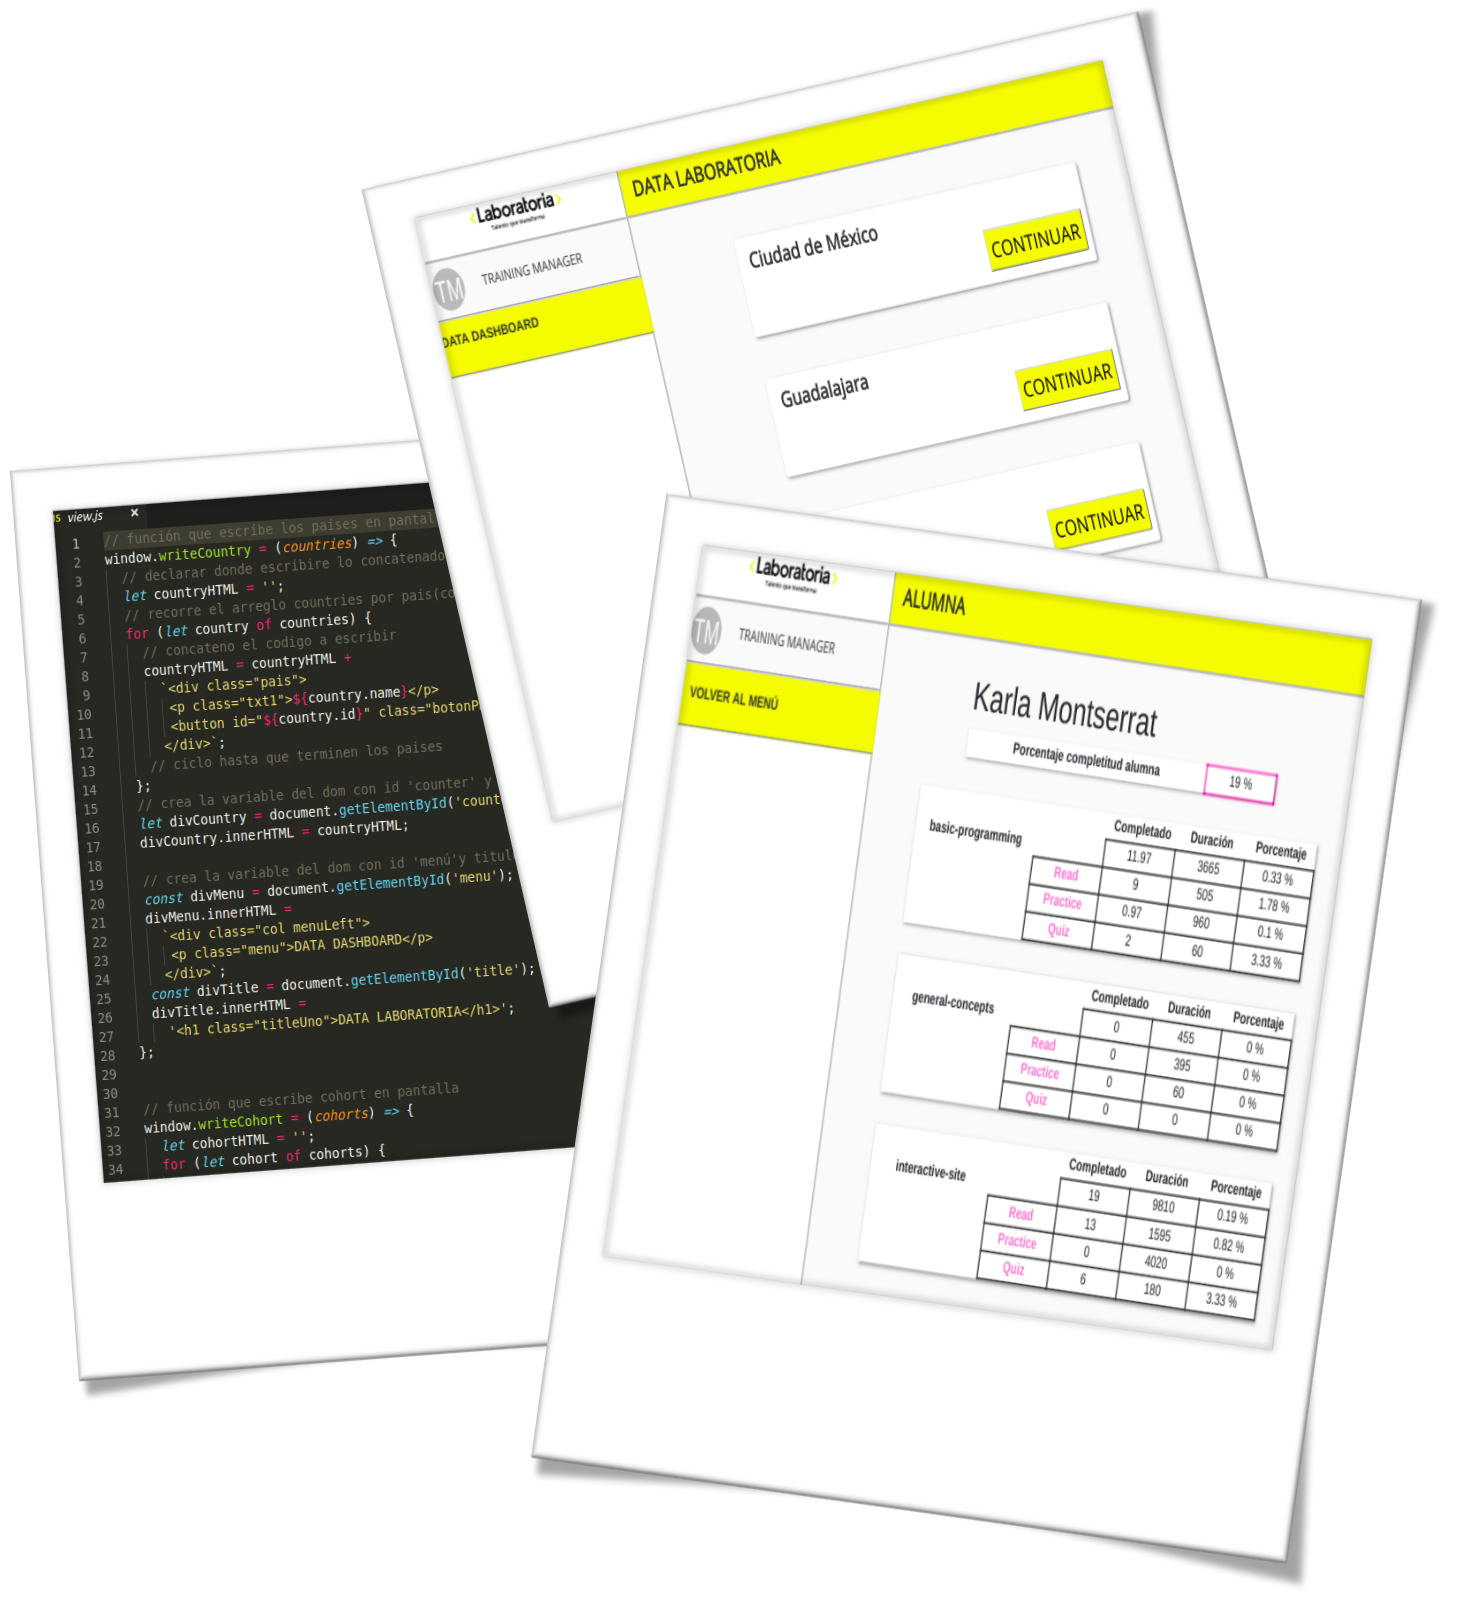 ‹Laboratoria›
Talento que transforma
DATA LABORATORIA
TM TRAINING MANAGER
DATA DASHBOARD
Ciudad de México
CONTINUAR
Guadalajara
CONTINUAR
CONTINUAR
view.js ×
1 // función que escribe los paises en pantal
2 window.writeCountry = (countries) => {
3 // declarar donde escribire lo concatenado
4 let countryHTML = '';
5 // recorre el arreglo countries por pais(co
6 for (let country of countries) {
7 // concateno el codigo a escribir
8 countryHTML = countryHTML +
9 `<div class="pais">
10 <p class="txt1">${country.name}</p>
11 <button id="${country.id}" class="botonP
12 </div>`;
13 // ciclo hasta que terminen los paises
14 };
15 // crea la variable del dom con id 'counter' y
16 let divCountry = document.getElementById('count
17 divCountry.innerHTML = countryHTML;
18
19 // crea la variable del dom con id 'menú'y titul
20 const divMenu = document.getElementById('menu');
21 divMenu.innerHTML =
22 `<div class="col menuLeft">
23 <p class="menu">DATA DASHBOARD</p>
24 </div>`;
25 const divTitle = document.getElementById('title');
26 divTitle.innerHTML =
27 '<h1 class="titleUno">DATA LABORATORIA</h1>';
28 };
29
30
31 // función que escribe cohort en pantalla
32 window.writeCohort = (cohorts) => {
33 let cohortHTML = '';
34 for (let cohort of cohorts) {
‹Laboratoria›
Talento que transforma
ALUMNA
TM TRAINING MANAGER
VOLVER AL MENÚ
Karla Montserrat
Porcentaje completitud alumna 19 %
basic-programming Completado Duración Porcentaje
11.97 3665 0.33 %
Read 9 505 1.78 %
Practice 0.97 960 0.1 %
Quiz 2 60 3.33 %
general-concepts Completado Duración Porcentaje
0 455 0 %
Read 0 395 0 %
Practice 0 60 0 %
Quiz 0 0 0 %
interactive-site Completado Duración Porcentaje
19 9810 0.19 %
Read 13 1595 0.82 %
Practice 0 4020 0 %
Quiz 6 180 3.33 %